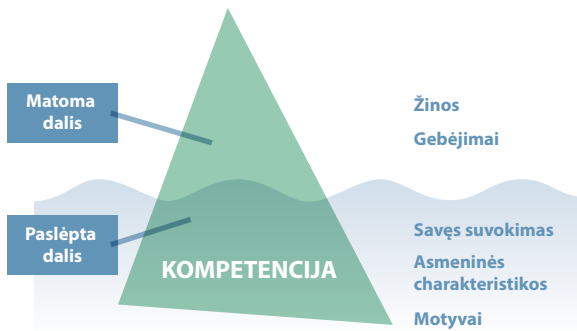 Matoma
dalis
Žinos
Gebėjimai
Paslėpta
dalis
Savęs suvokimas
Asmeninės
charakteristikos
Motyvai
KOMPETENCIJA